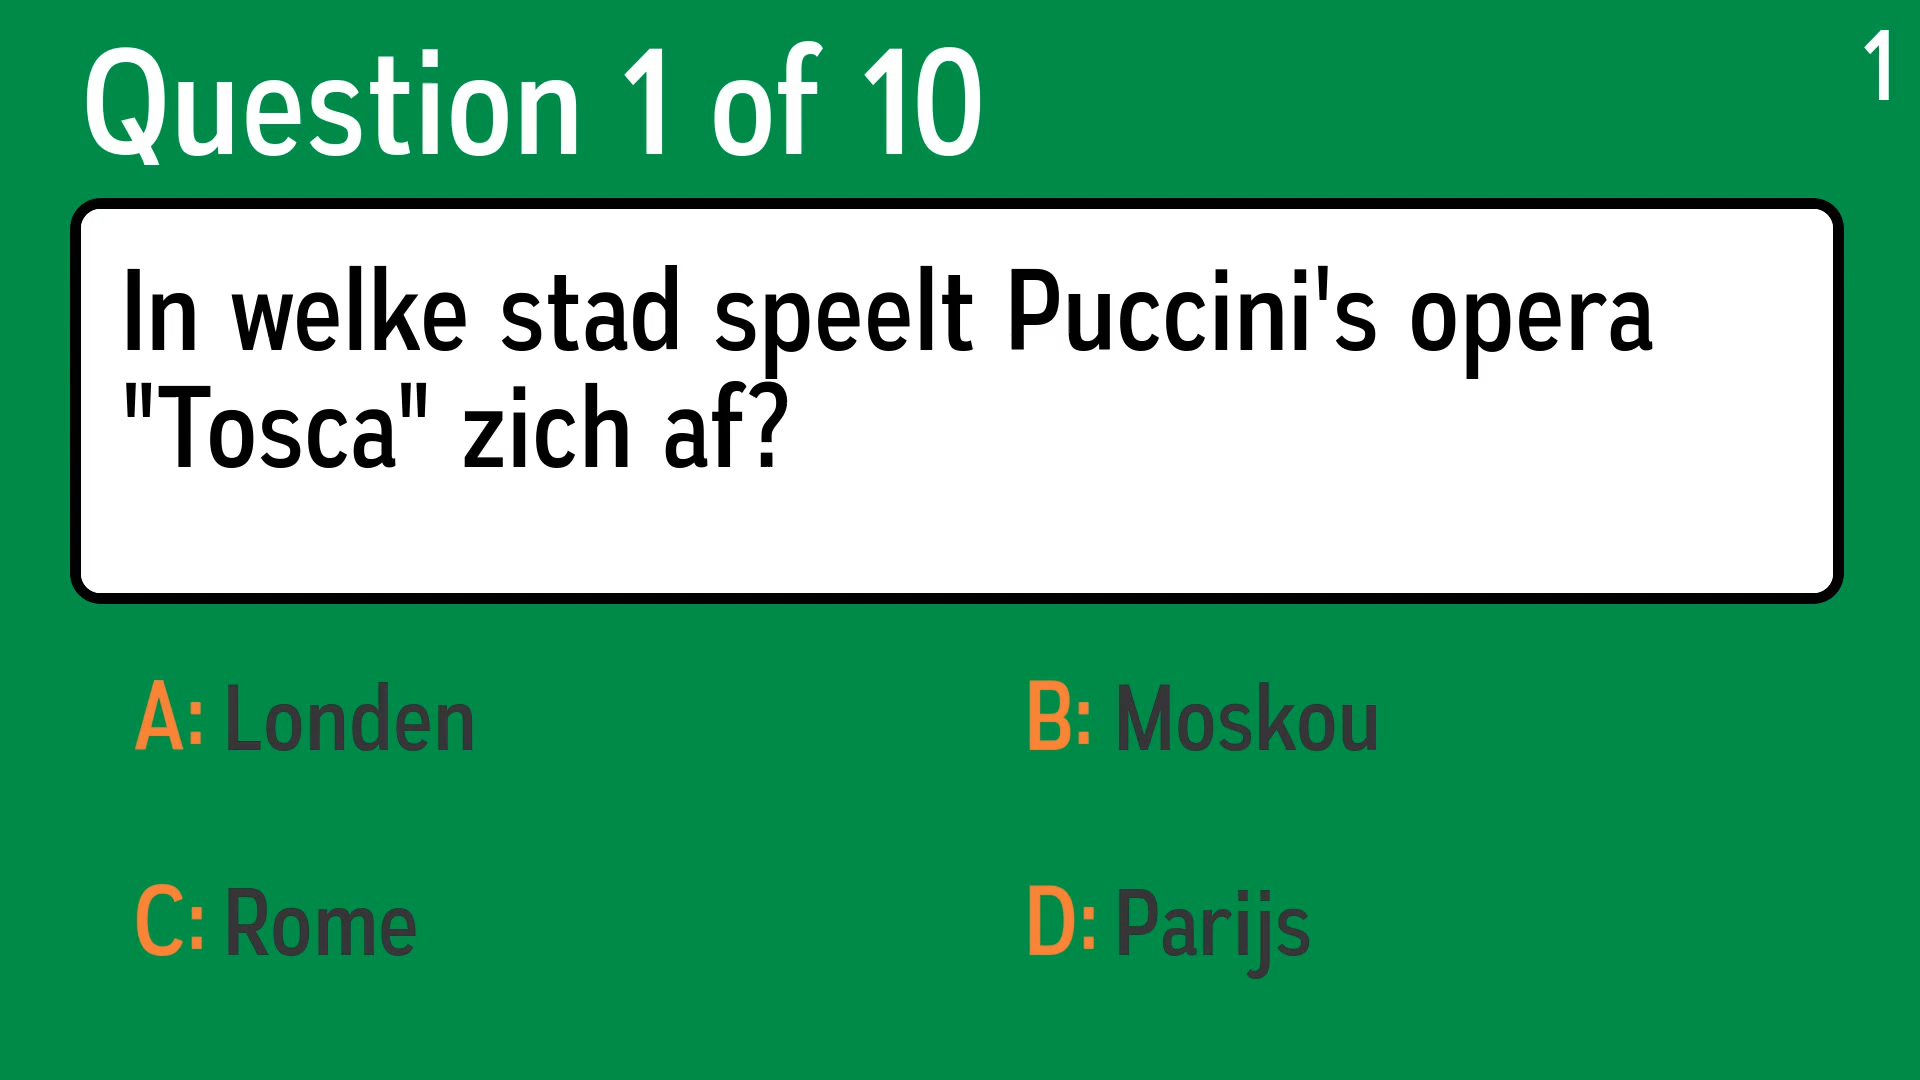 Question 1 of 10
1
In welke stad speelt Puccini's opera
"Tosca" zich af?
A: Londen
B: Moskou
C: Rome
D: Parijs